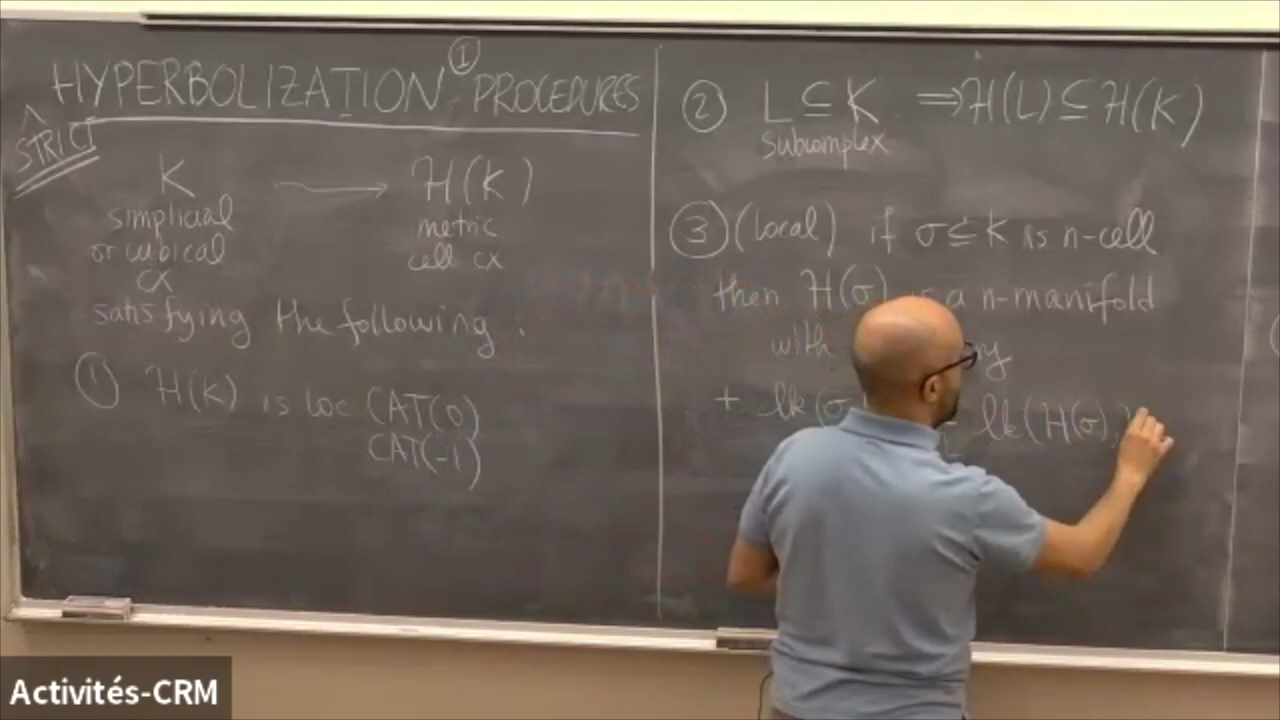 HYPERBOLIZATION ① PROCEDURES
^ STRICT
K ⟶ H(K)
simplicial metric
or cubical cell cx
cx
satisfying the following.
① H(K) is loc CAT(0)
CAT(-1)
② L ⊆ K ⟹ H(L) ⊆ H(K)
subcomplex
③ (local) if σ ⊆ K is n-cell
then H(σ) is a n-manifold
with
+ lk(σ lk(H(σ),
Activités-CRM